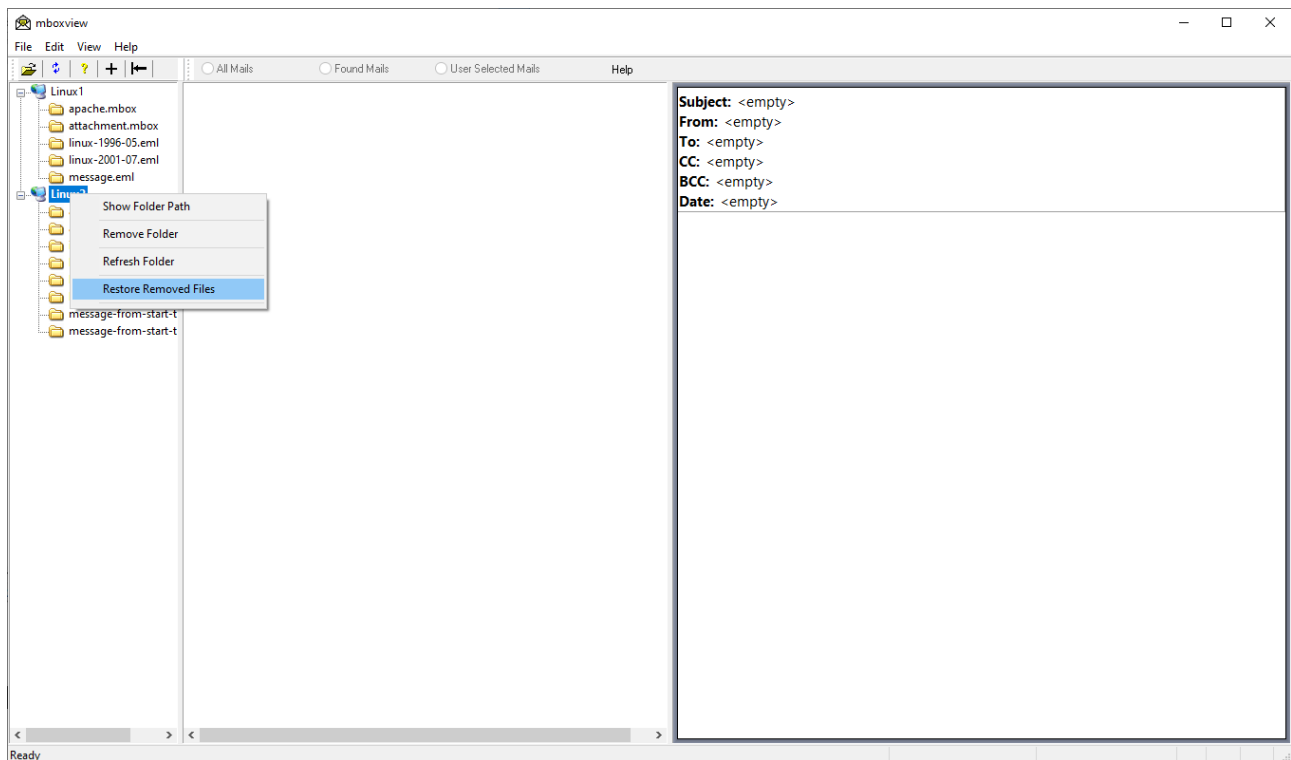 mboxview
File Edit View Help
? All Mails Found Mails User Selected Mails Help
Linux1
apache.mbox
attachment.mbox
linux-1996-05.eml
linux-2001-07.eml
message.eml
Show Folder Path
Remove Folder
Refresh Folder
Restore Removed Files
message-from-start-t
message-from-start-t
Subject: <empty>
From: <empty>
To: <empty>
CC: <empty>
BCC: <empty>
Date: <empty>
Ready